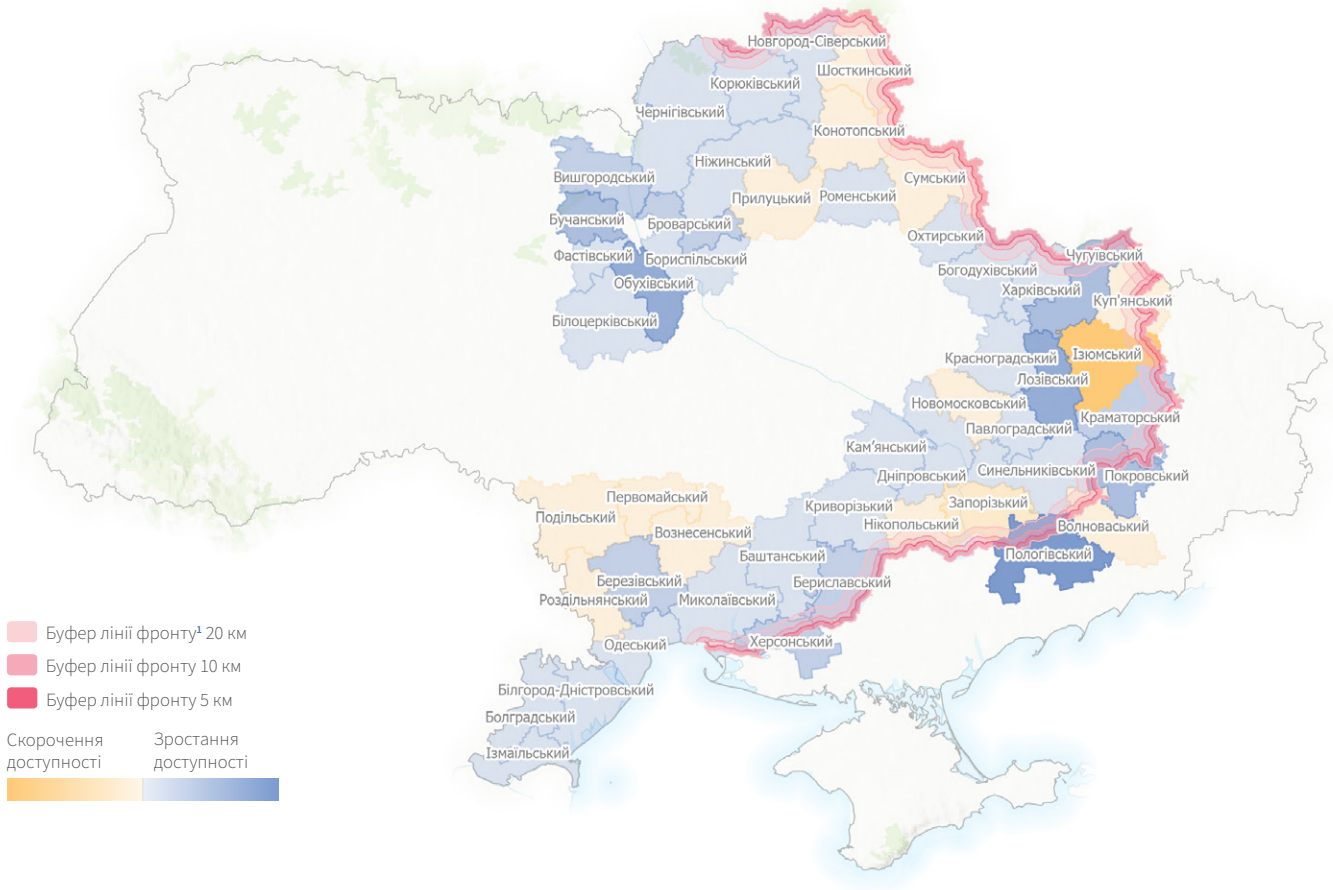 Новгород-Сіверський
Шосткинський
Корюківський
Чернігівський
Конотопський
Ніжинський
Вишгородський
Сумський
Прилуцький
Роменський
Бучанський
Броварський
Охтирський
Фастівський
Бориспільський
Чугуївський
Богодухівський
Обухівський
Харківський
Куп'янський
Білоцерківський
Ізюмський
Красноградський
Лозівський
Новомосковський
Краматорський
Павлоградський
Кам’янський
Синельниківський
Дніпровський
Покровський
Первомайський
Запорізький
Криворізький
Подільський
Нікопольський
Волноваський
Вознесенський
Баштанський
Пологівський
Березівський
Бериславський
Роздільнянський
Миколаївський
Буфер лінії фронту¹ 20 км
Херсонський
Одеський
Буфер лінії фронту 10 км
Білгород-Дністровський
Буфер лінії фронту 5 км
Болградський
Ізмаїльський
Скорочення
доступності
Зростання
доступності